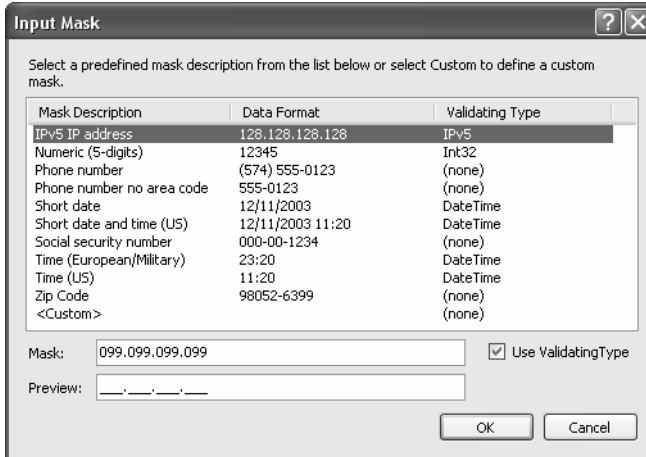 Input Mask
Select a predefined mask description from the list below or select Custom to define a custom
mask.
Mask Description Data Format Validating Type
IPv5 IP address 128.128.128.128 IPv5
Numeric (5-digits) 12345 Int32
Phone number (574) 555-0123 (none)
Phone number no area code 555-0123 (none)
Short date 12/11/2003 DateTime
Short date and time (US) 12/11/2003 11:20 DateTime
Social security number 000-00-1234 (none)
Time (European/Military) 23:20 DateTime
Time (US) 11:20 DateTime
Zip Code 98052-6399 (none)
<Custom> (none)
Mask: 099.099.099.099 Use ValidatingType
Preview: ___.___.___.___
OK Cancel